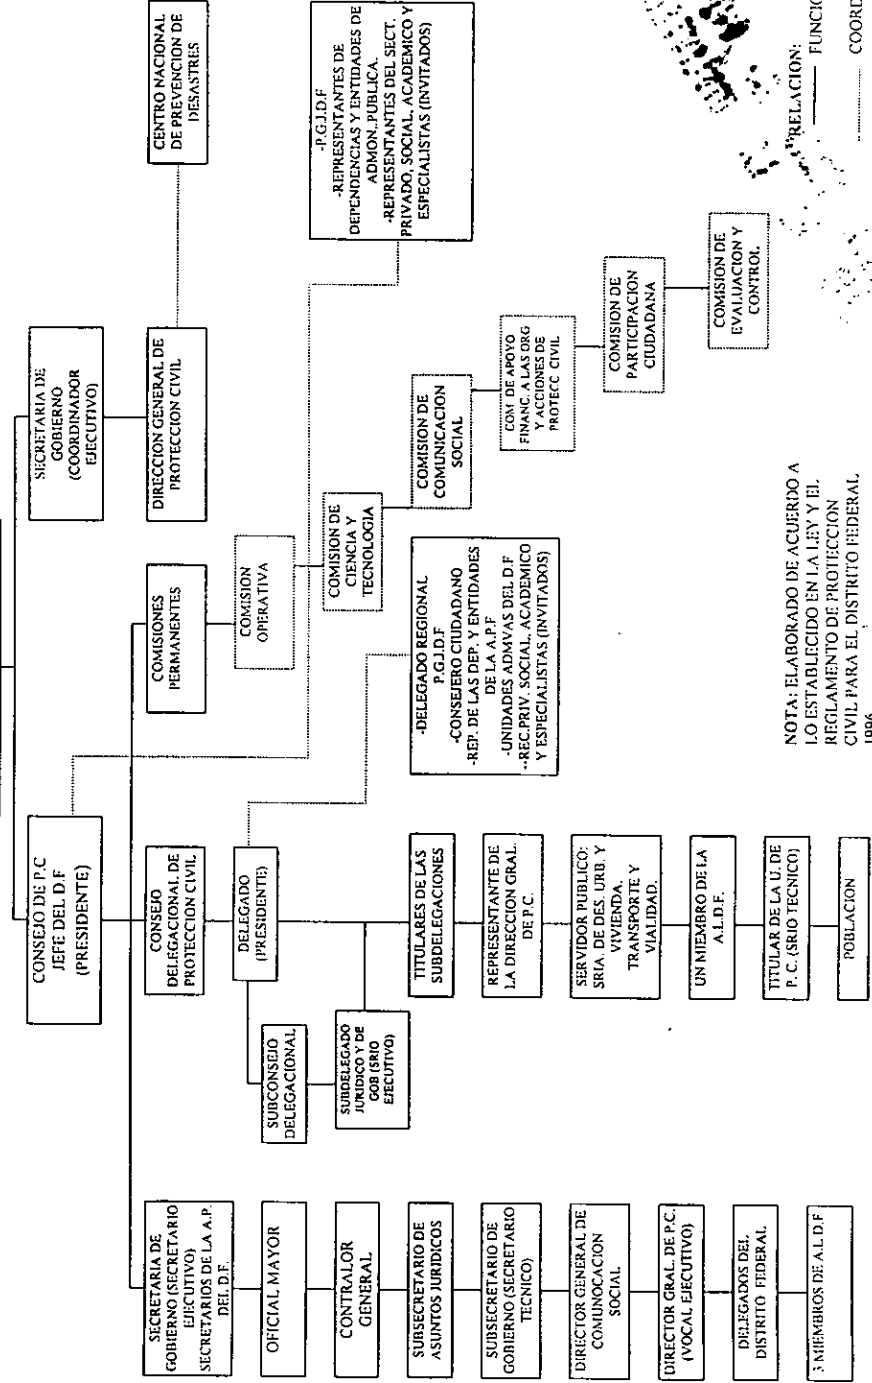 CONSEJO DE P.C
JEFE DEL D.F
(PRESIDENTE)
SECRETARIA DE
GOBIERNO
(COORDINADOR
EJECUTIVO)
SECRETARIA DE
GOBIERNO (SECRETARIO
EJECUTIVO)
SECRETARIOS DE LA A.P.
DEL D.F.
CONSEJO
DELEGACIONAL DE
PROTECCION CIVIL
COMISIONES
PERMANENTES
DIRECCION GENERAL DE
PROTECCION CIVIL
CENTRO NACIONAL
DE PREVENCION DE
DESASTRES
OFICIAL MAYOR
CONTRALOR
GENERAL
SUBSECRETARIO DE
ASUNTOS JURIDICOS
SUBSECRETARIO DE
GOBIERNO (SECRETARIO
TECNICO)
DIRECTOR GENERAL DE
COMUNOCACION
SOCIAL
DIRECTOR GRAL. DE P.C.
(VOCAL EJECUTIVO)
DELEGADOS DEL
DISTRITO FEDERAL
3 MIEMBROS DE A.L.D.F
SUBCONSEJO
DELEGACIONAL
SUBDELEGADO
JURIDICO Y DE
GOB (SRIO
EJECUTIVO)
DELEGADO
(PRESIDENTE)
TITULARES DE LAS
SUBDELEGACIONES
REPRESENTANTE DE
LA DIRECCION GRAL.
DE P.C.
SERVIDOR PUBLICO:
SRIA. DE DES. URB. Y
VIVIENDA,
TRANSPORTE Y
VIALIDAD.
UN MIEMBRO DE LA
A.L.D.F.
TITULAR DE LA U. DE
P. C. (SRIO TECNICO)
POBLACION
COMISION
OPERATIVA
COMISION DE
CIENCIA Y
TECNOLOGIA
COMISION DE
COMUNICACION
SOCIAL
COM DE APOYO
FINANC. A LAS ORG
Y ACCIONES DE
PROTECC CIVIL
COMISION DE
PARTICIPACION
CIUDADANA
COMISION DE
EVALUACION Y
CONTROL
-DELEGADO REGIONAL
P.G.J.D.F
-CONSEJERO CIUDADANO
-REP. DE LAS DEP. Y ENTIDADES
DE LA A.P.F
-UNIDADES ADMVAS DEL D.F
--REC.PRIV. SOCIAL, ACADEMICO
Y ESPECIALISTAS (INVITADOS)
-P.G.J.D.F
-REPRESENTANTES DE
DEPENDENCIAS Y ENTIDADES DE
ADMON. PUBLICA.
-REPRESENTANTES DEL SECT.
PRIVADO, SOCIAL, ACADEMICO Y
ESPECIALISTAS (INVITADOS)
NOTA: ELABORADO DE ACUERDO A
LO ESTABLECIDO EN LA LEY Y EL
REGLAMENTO DE PROTECCION
CIVIL PARA EL DISTRITO FEDERAL
1996
RELACION:
FUNCIO
COORD